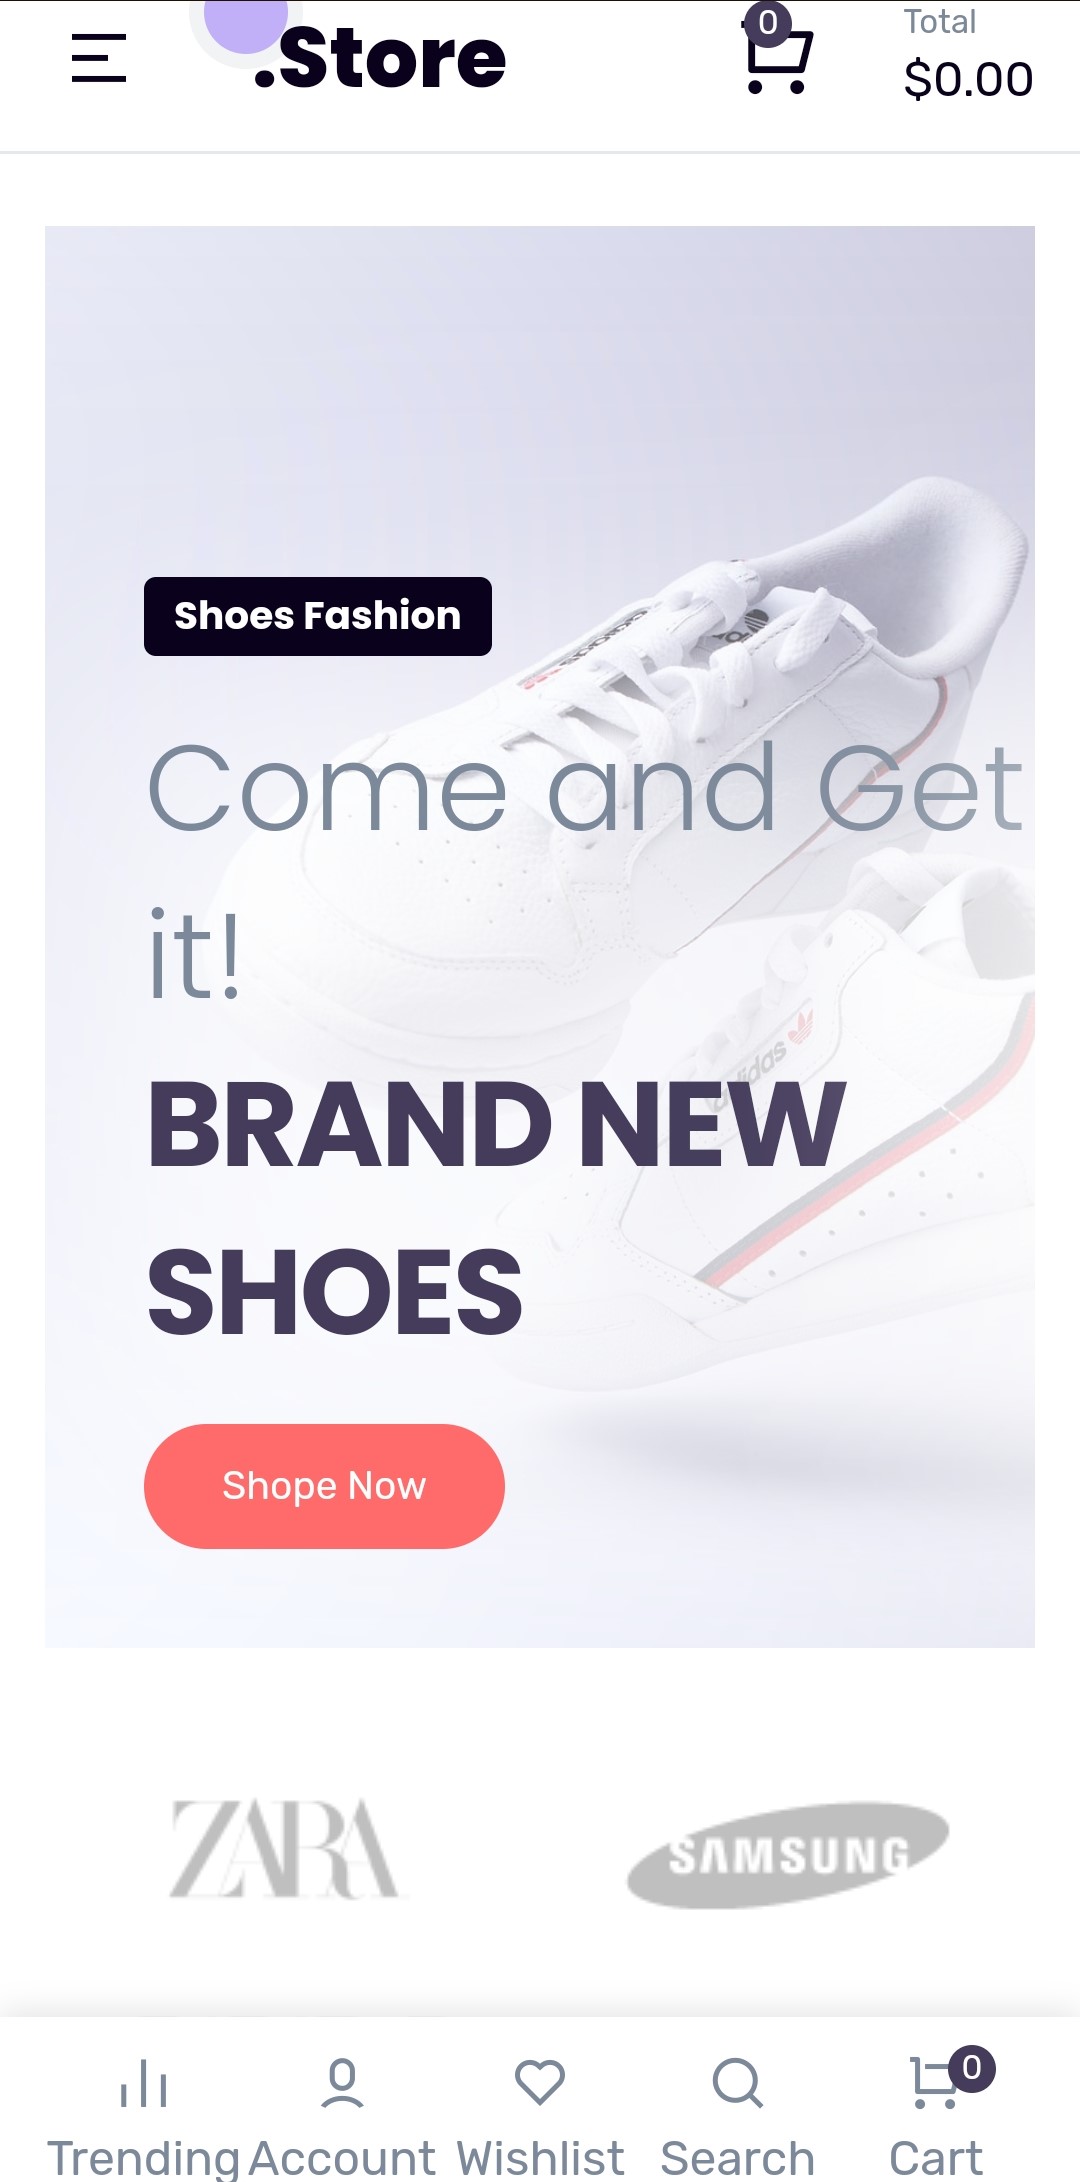 .Store
0
Total
$0.00
Shoes Fashion
Come and Get
it!
BRAND NEW
SHOES
adidas
Shope Now
ZARA
SAMSUNG
0
Trending Account Wishlist Search Cart